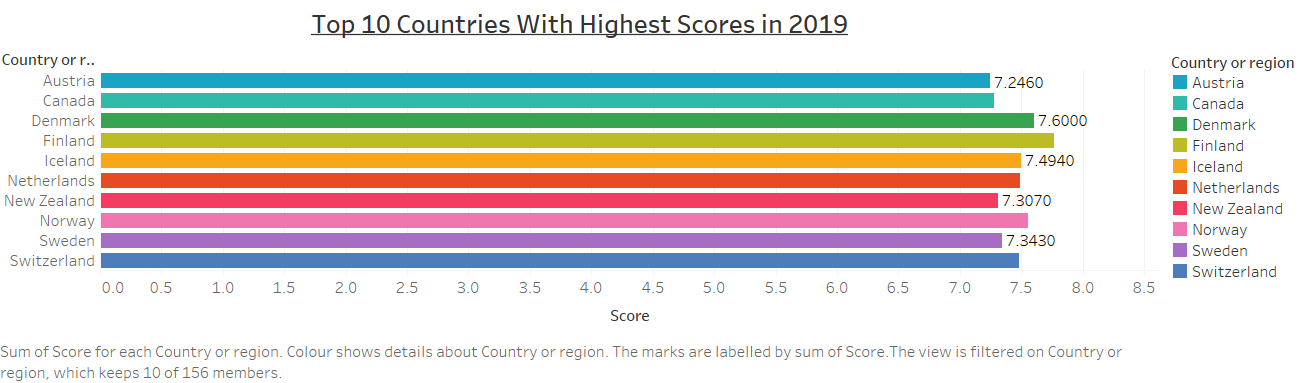 Top 10 Countries With Highest Scores in 2019
Country or r..
Austria 7.2460
Canada
Denmark 7.6000
Finland
Iceland 7.4940
Netherlands
New Zealand 7.3070
Norway
Sweden 7.3430
Switzerland
0.0 0.5 1.0 1.5 2.0 2.5 3.0 3.5 4.0 4.5 5.0 5.5 6.0 6.5 7.0 7.5 8.0 8.5
Score
Country or region
Austria
Canada
Denmark
Finland
Iceland
Netherlands
New Zealand
Norway
Sweden
Switzerland
Sum of Score for each Country or region. Colour shows details about Country or region. The marks are labelled by sum of Score.The view is filtered on Country or
region, which keeps 10 of 156 members.